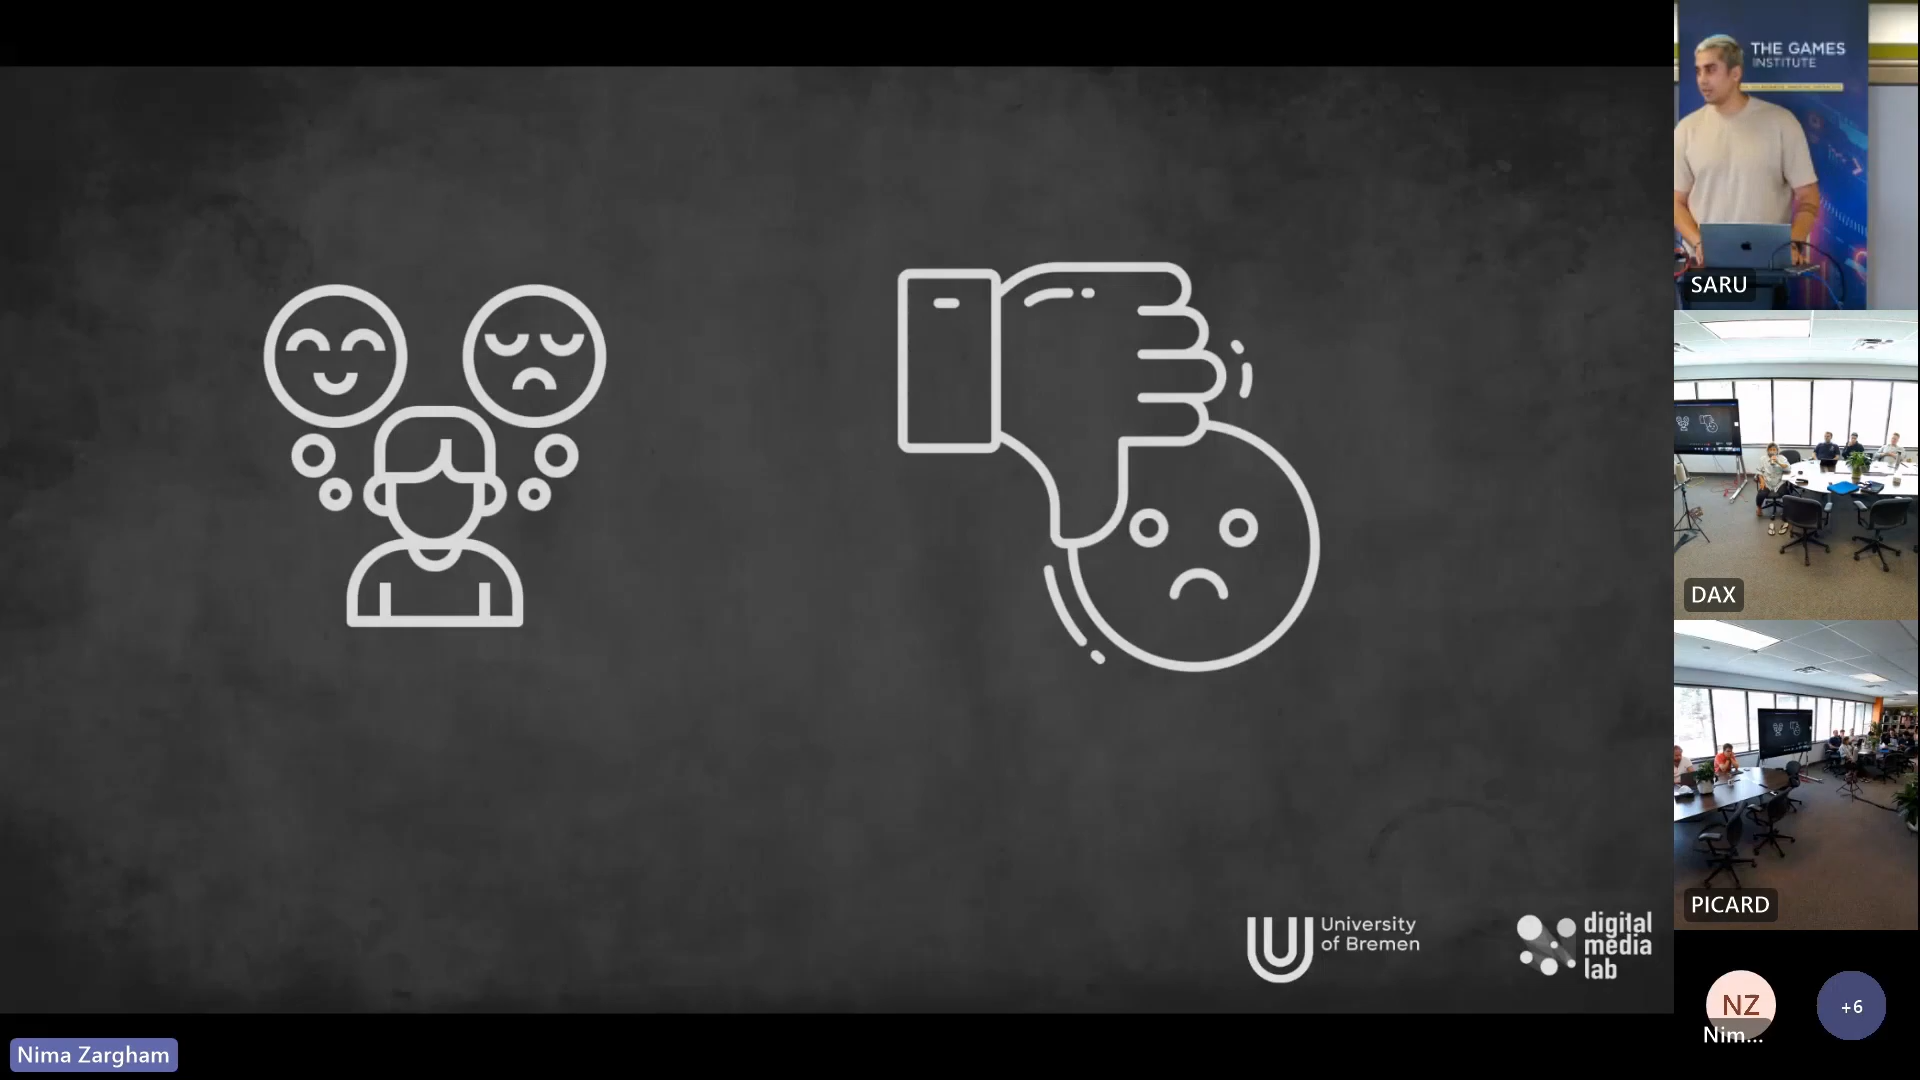 THE GAMES
INSTITUTE
SARU
DAX
PICARD
University
of Bremen
digital
media
lab
NZ
Nim...
+6
Nima Zargham